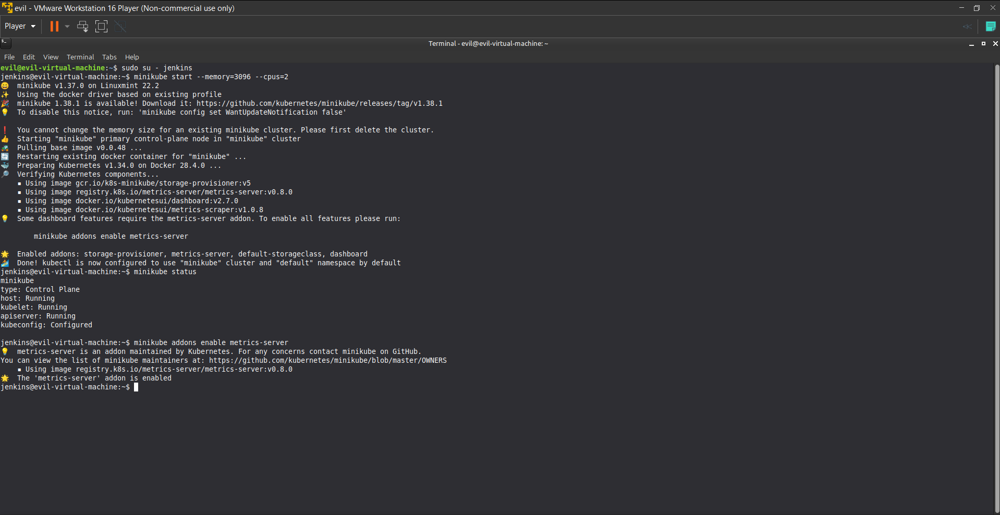 evil - VMware Workstation 16 Player (Non-commercial use only)
Player
Terminal - evil@evil-virtual-machine: ~
File Edit View Terminal Tabs Help
evil@evil-virtual-machine:~$ sudo su - jenkins
jenkins@evil-virtual-machine:~$ minikube start --memory=3096 --cpus=2
😄  minikube v1.37.0 on Linuxmint 22.2
✨  Using the docker driver based on existing profile
🎉  minikube 1.38.1 is available! Download it: https://github.com/kubernetes/minikube/releases/tag/v1.38.1
💡  To disable this notice, run: 'minikube config set WantUpdateNotification false'
❗  You cannot change the memory size for an existing minikube cluster. Please first delete the cluster.
👍  Starting "minikube" primary control-plane node in "minikube" cluster
🚜  Pulling base image v0.0.48 ...
🔄  Restarting existing docker container for "minikube" ...
🐳  Preparing Kubernetes v1.34.0 on Docker 28.4.0 ...
🔎  Verifying Kubernetes components...
    ▪ Using image gcr.io/k8s-minikube/storage-provisioner:v5
    ▪ Using image registry.k8s.io/metrics-server/metrics-server:v0.8.0
    ▪ Using image docker.io/kubernetesui/dashboard:v2.7.0
    ▪ Using image docker.io/kubernetesui/metrics-scraper:v1.0.8
💡  Some dashboard features require the metrics-server addon. To enable all features please run:
        minikube addons enable metrics-server
🌟  Enabled addons: storage-provisioner, metrics-server, default-storageclass, dashboard
🏄  Done! kubectl is now configured to use "minikube" cluster and "default" namespace by default
jenkins@evil-virtual-machine:~$ minikube status
minikube
type: Control Plane
host: Running
kubelet: Running
apiserver: Running
kubeconfig: Configured
jenkins@evil-virtual-machine:~$ minikube addons enable metrics-server
💡  metrics-server is an addon maintained by Kubernetes. For any concerns contact minikube on GitHub.
You can view the list of minikube maintainers at: https://github.com/kubernetes/minikube/blob/master/OWNERS
    ▪ Using image registry.k8s.io/metrics-server/metrics-server:v0.8.0
🌟  The 'metrics-server' addon is enabled
jenkins@evil-virtual-machine:~$